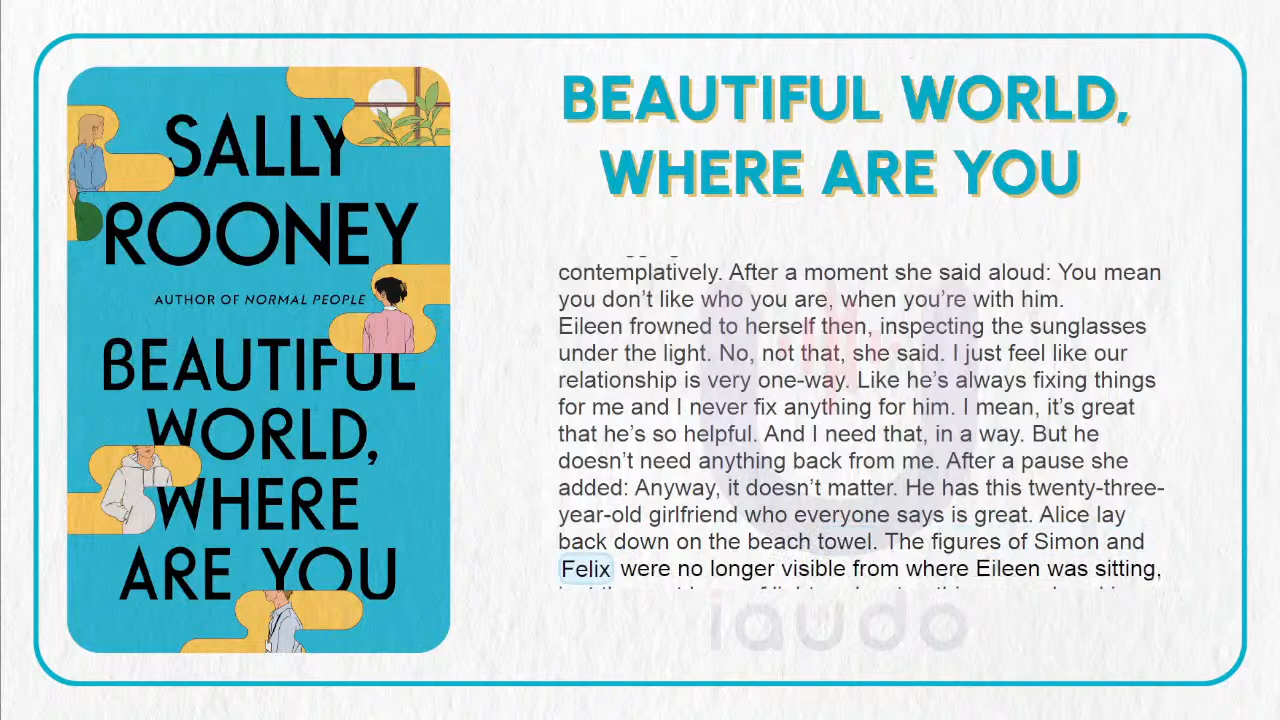 SALLY
ROONEY
AUTHOR OF NORMAL PEOPLE
BEAUTIFUL
WORLD,
WHERE
ARE YOU
BEAUTIFUL WORLD,
WHERE ARE YOU
contemplatively. After a moment she said aloud: You mean
you don’t like who you are, when you’re with him.
Eileen frowned to herself then, inspecting the sunglasses
under the light. No, not that, she said. I just feel like our
relationship is very one-way. Like he’s always fixing things
for me and I never fix anything for him. I mean, it’s great
that he’s so helpful. And I need that, in a way. But he
doesn’t need anything back from me. After a pause she
added: Anyway, it doesn’t matter. He has this twenty-three-
year-old girlfriend who everyone says is great. Alice lay
back down on the beach towel. The figures of Simon and
Felix were no longer visible from where Eileen was sitting,
iaudo